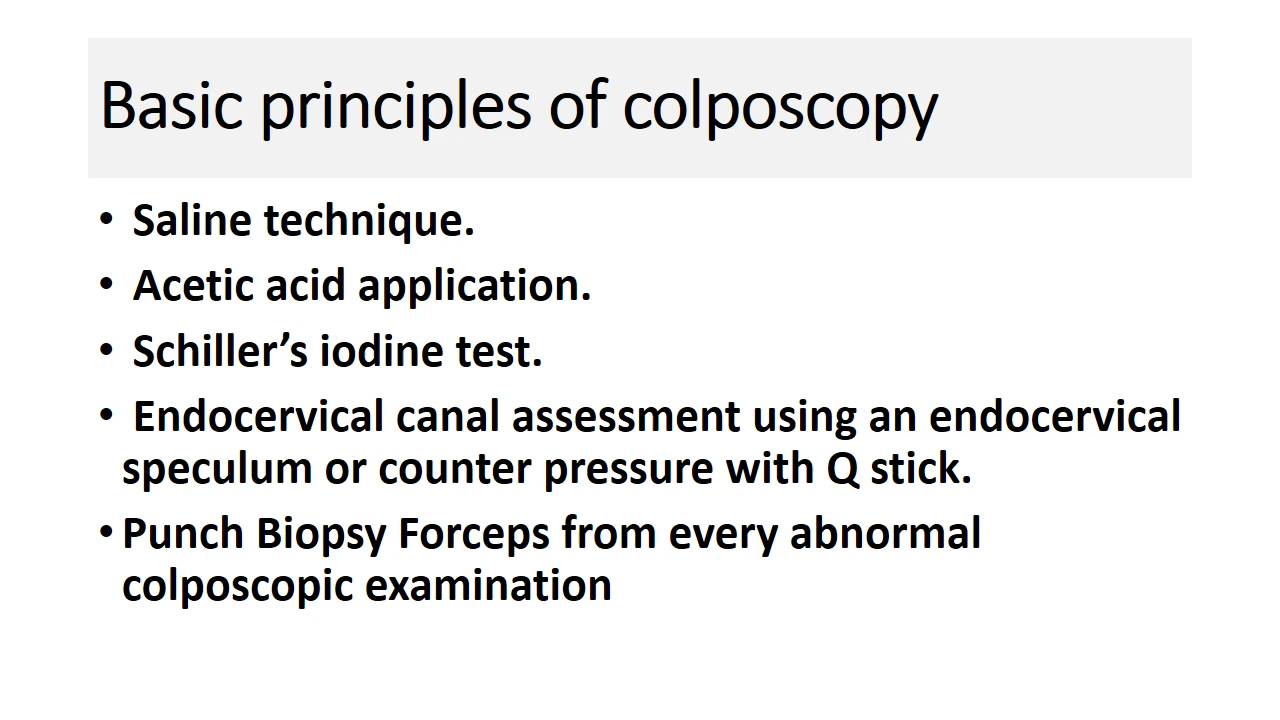 Basic principles of colposcopy
• Saline technique.
• Acetic acid application.
• Schiller’s iodine test.
• Endocervical canal assessment using an endocervical
speculum or counter pressure with Q stick.
• Punch Biopsy Forceps from every abnormal
colposcopic examination